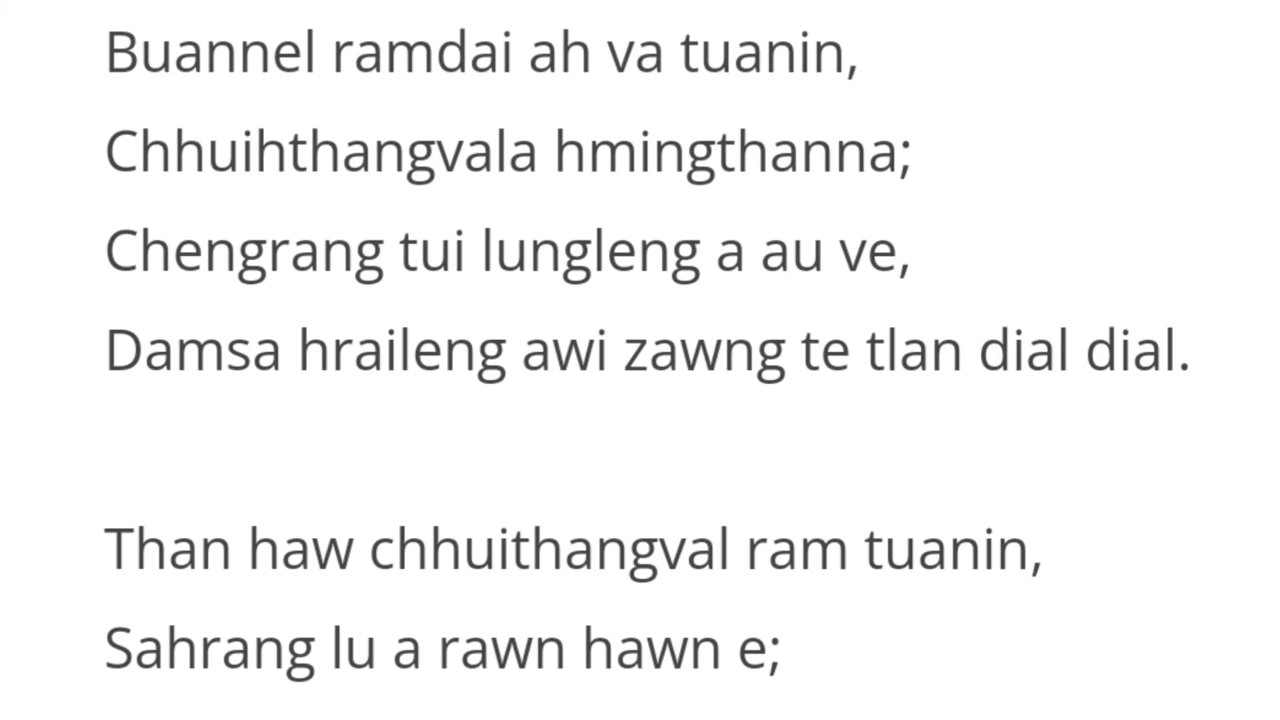 Buannel ramdai ah va tuanin,
Chhuihthangvala hmingthanna;
Chengrang tui lungleng a au ve,
Damsa hraileng awi zawng te tlan dial dial.
Than haw chhuithangval ram tuanin,
Sahrang lu a rawn hawn e;